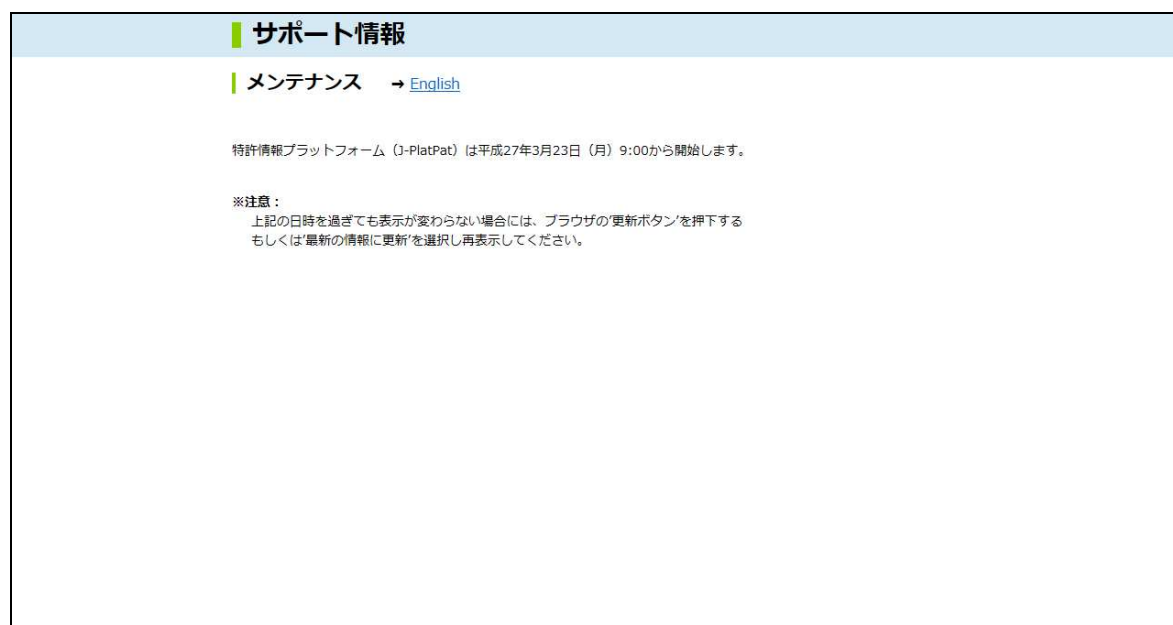 サポート情報
メンテナンス → English
特許情報プラットフォーム（J-PlatPat）は平成27年3月23日（月）9:00から開始します。
※注意：
上記の日時を過ぎても表示が変わらない場合には、ブラウザの'更新ボタン'を押下する
もしくは'最新の情報に更新'を選択し再表示してください。